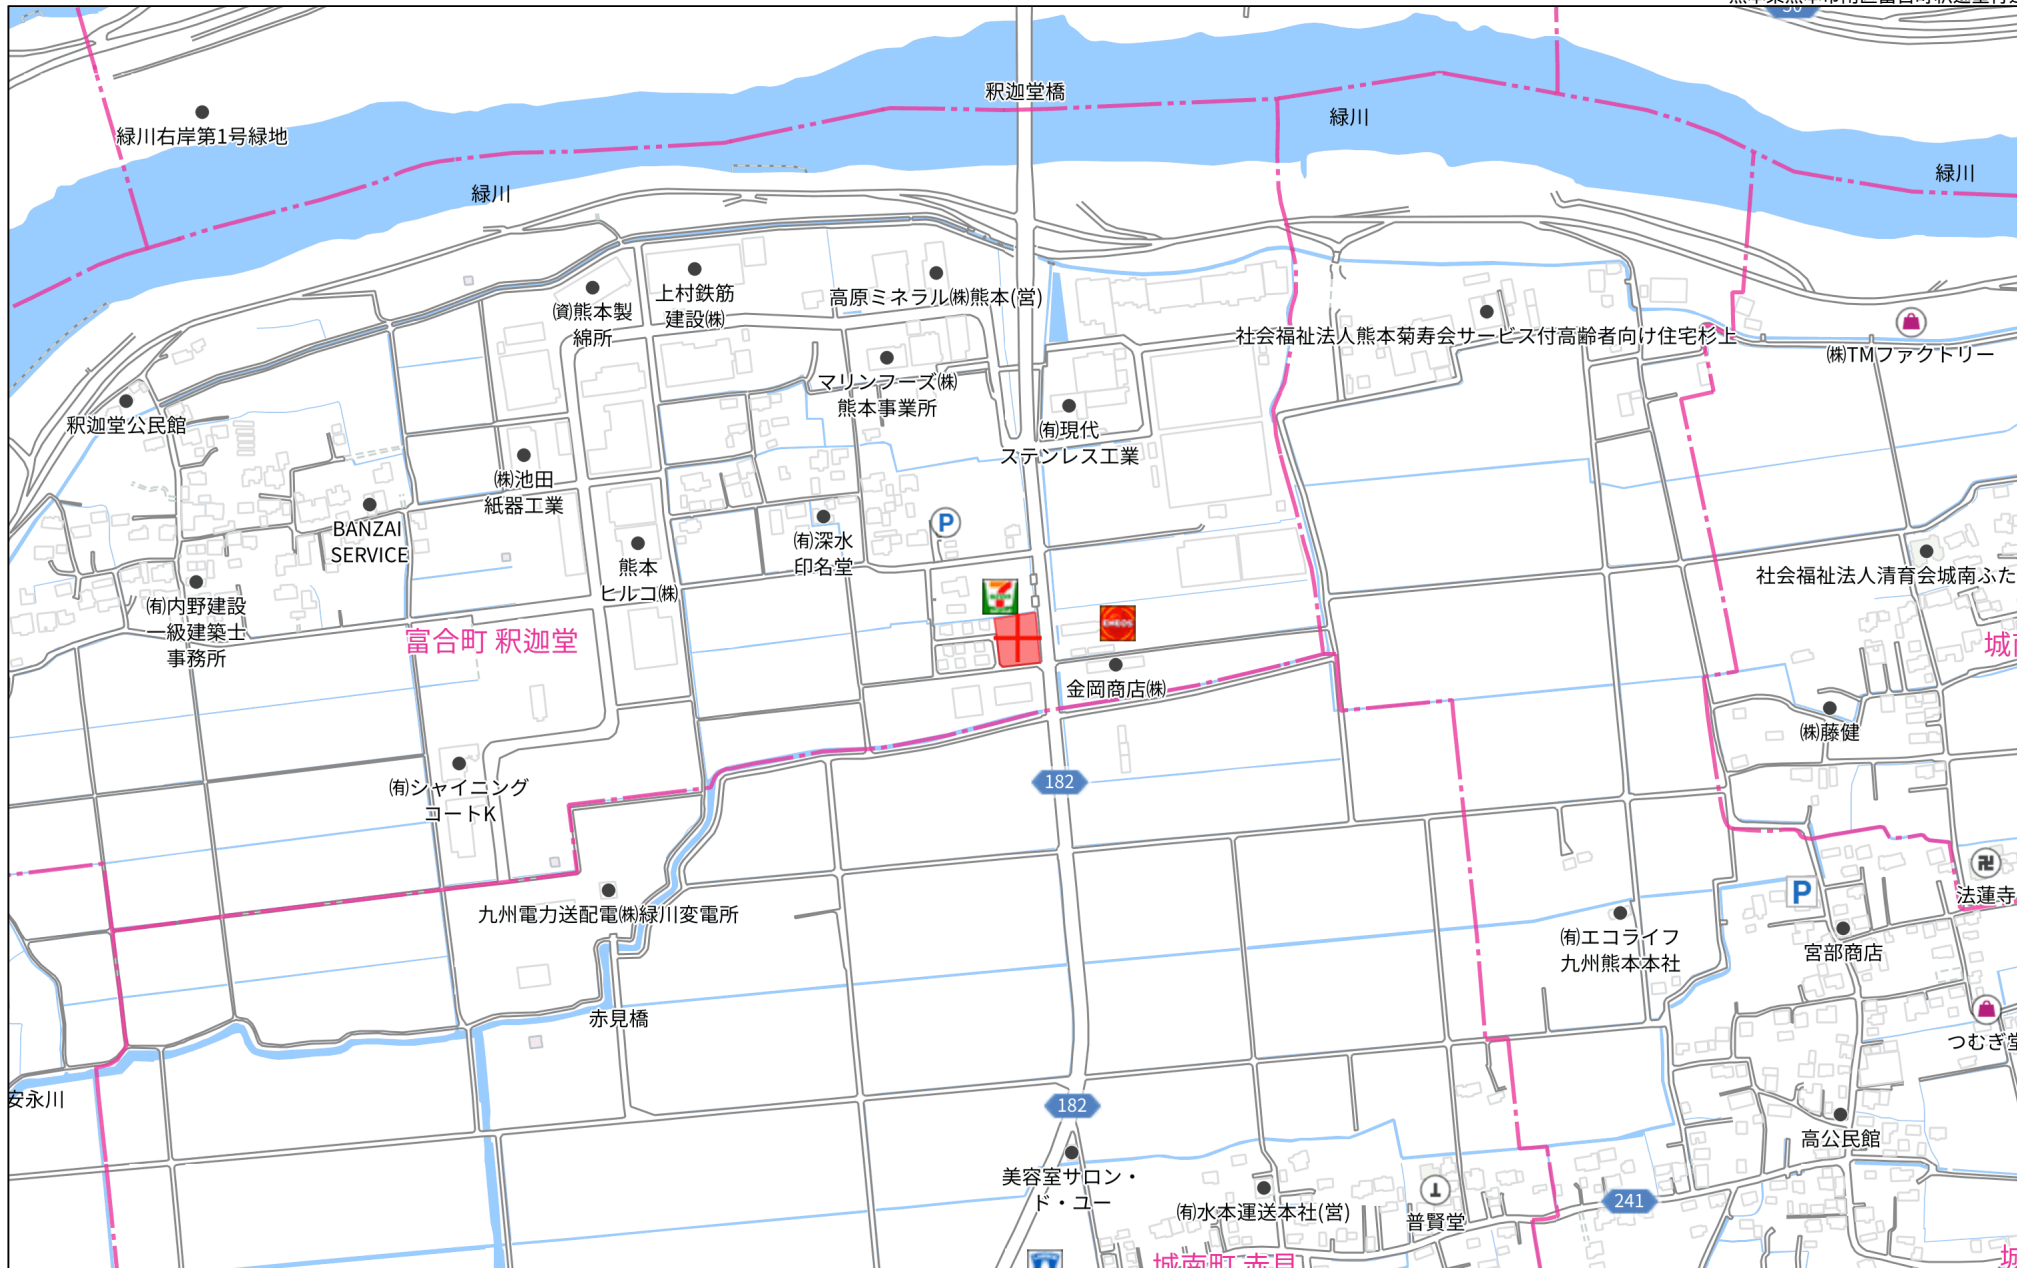 釈迦堂橋
緑川
緑川右岸第1号緑地
緑川
緑川
上村鉄筋
建設㈱
高原ミネラル㈱熊本(営)
㈾熊本製
綿所
社会福祉法人熊本菊寿会サービス付高齢者向け住宅杉上
㈱TMファクトリー
マリンフーズ㈱
熊本事業所
釈迦堂公民館
㈲現代
ステンレス工業
㈱池田
紙器工業
BANZAI
SERVICE
P
㈲深水
印名堂
熊本
ヒルコ㈱
社会福祉法人清育会城南ふた
㈲内野建設
一級建築士
事務所
7
ENEOS
富合町 釈迦堂
城南
金岡商店㈱
㈱藤健
㈲シャイニング
コートK
182
九州電力送配電㈱緑川変電所
P
法蓮寺
㈲エコライフ
九州熊本本社
宮部商店
赤見橋
つむぎ堂
安永川
182
高公民館
美容室サロン・
ド・ユー
㈲水本運送本社(営)
普賢堂
241
城南町 赤見
城